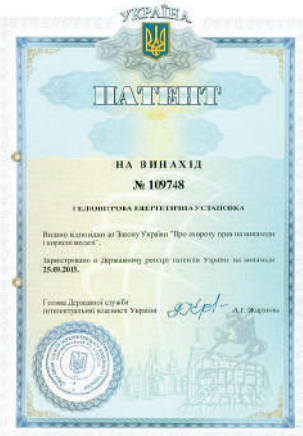 УКРАЇНА
ПАТЕНТ
НА ВИНАХІД
№ 109748
ГЕЛІОВІТРОВА ЕНЕРГЕТИЧНА УСТАНОВКА
Видано відповідно до Закону України "Про охорону прав на винаходи
і корисні моделі".
Зареєстровано в Державному реєстрі патентів України на винаходи
25.09.2015.
Голова Державної служби
інтелектуальної власності України
А.Г. Жарінова